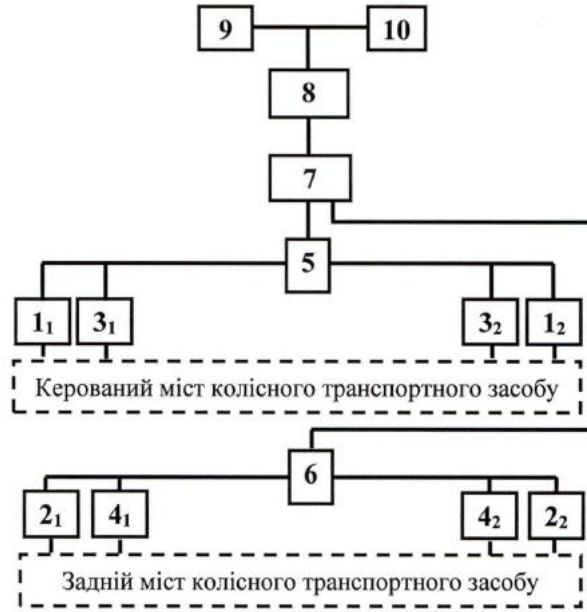 9 10
8
7
5
1₁ 3₁ 3₂ 1₂
Керований міст колісного транспортного засобу
6
2₁ 4₁ 4₂ 2₂
Задній міст колісного транспортного засобу